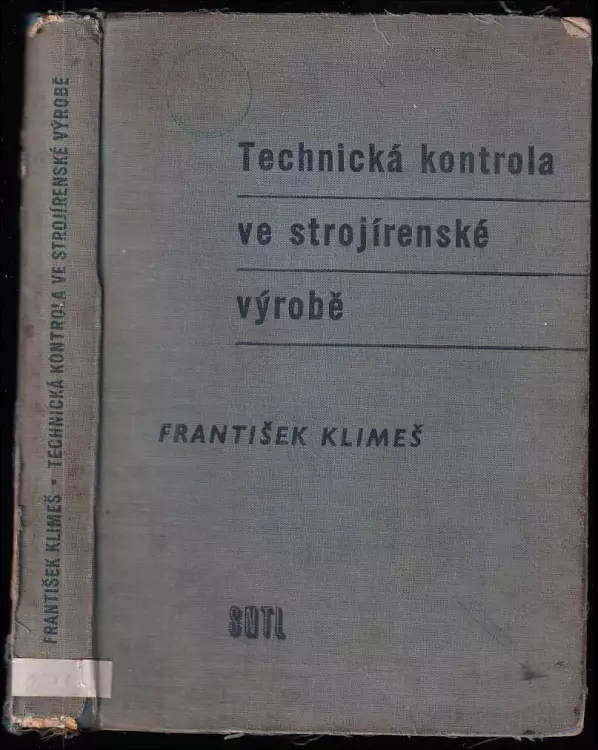 Technická kontrola
ve strojírenské
výrobě
FRANTIŠEK KLIMEŠ
SNTL
FRANTIŠEK KLIMEŠ • TECHNICKÁ KONTROLA VE STROJÍRENSKÉ VÝROBĚ